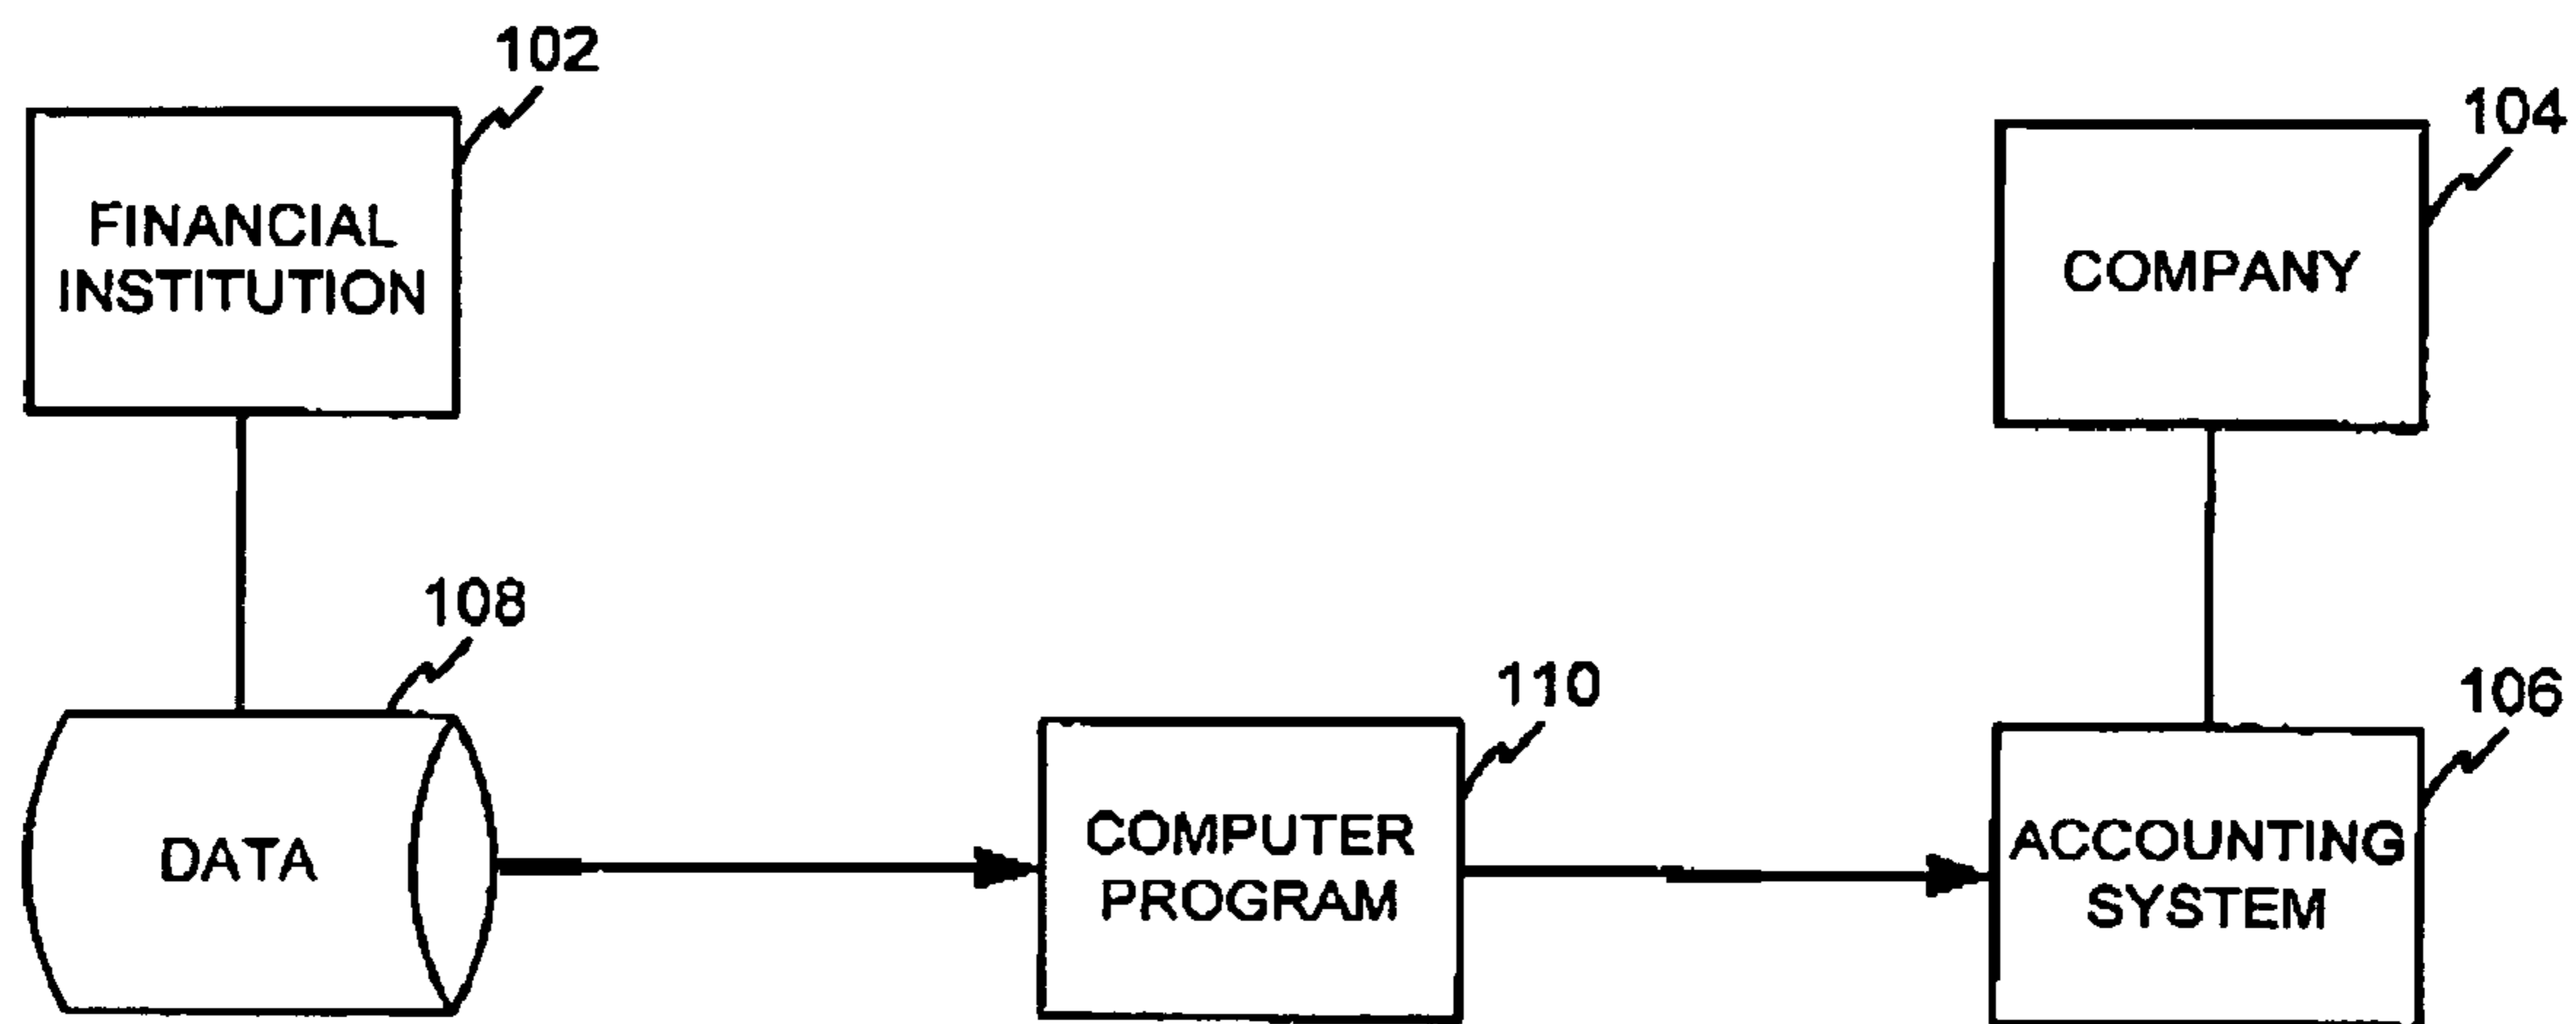 102
FINANCIAL
INSTITUTION
104
COMPANY
108
DATA
110
COMPUTER
PROGRAM
106
ACCOUNTING
SYSTEM